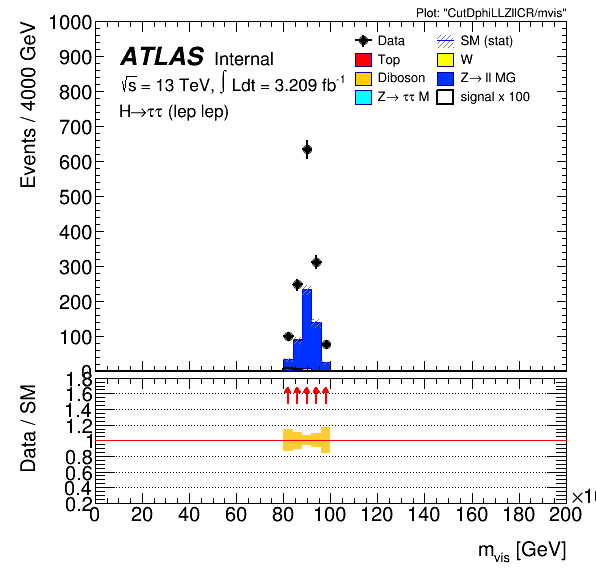 Plot: "CutDphiLLZllCR/mvis"
Events / 4000 GeV
1000
900
800
700
600
500
400
300
200
100
0
ATLAS Internal
√s = 13 TeV, ∫ Ldt = 3.209 fb⁻¹
H→ττ (lep lep)
Data
SM (stat)
Top
W
Diboson
Z→ ll MG
Z→ ττ M
signal x 100
Data / SM
1.8
1.6
1.4
1.2
1
0.8
0.6
0.4
0.2
0 20 40 60 80 100 120 140 160 180 200
m_vis [GeV]